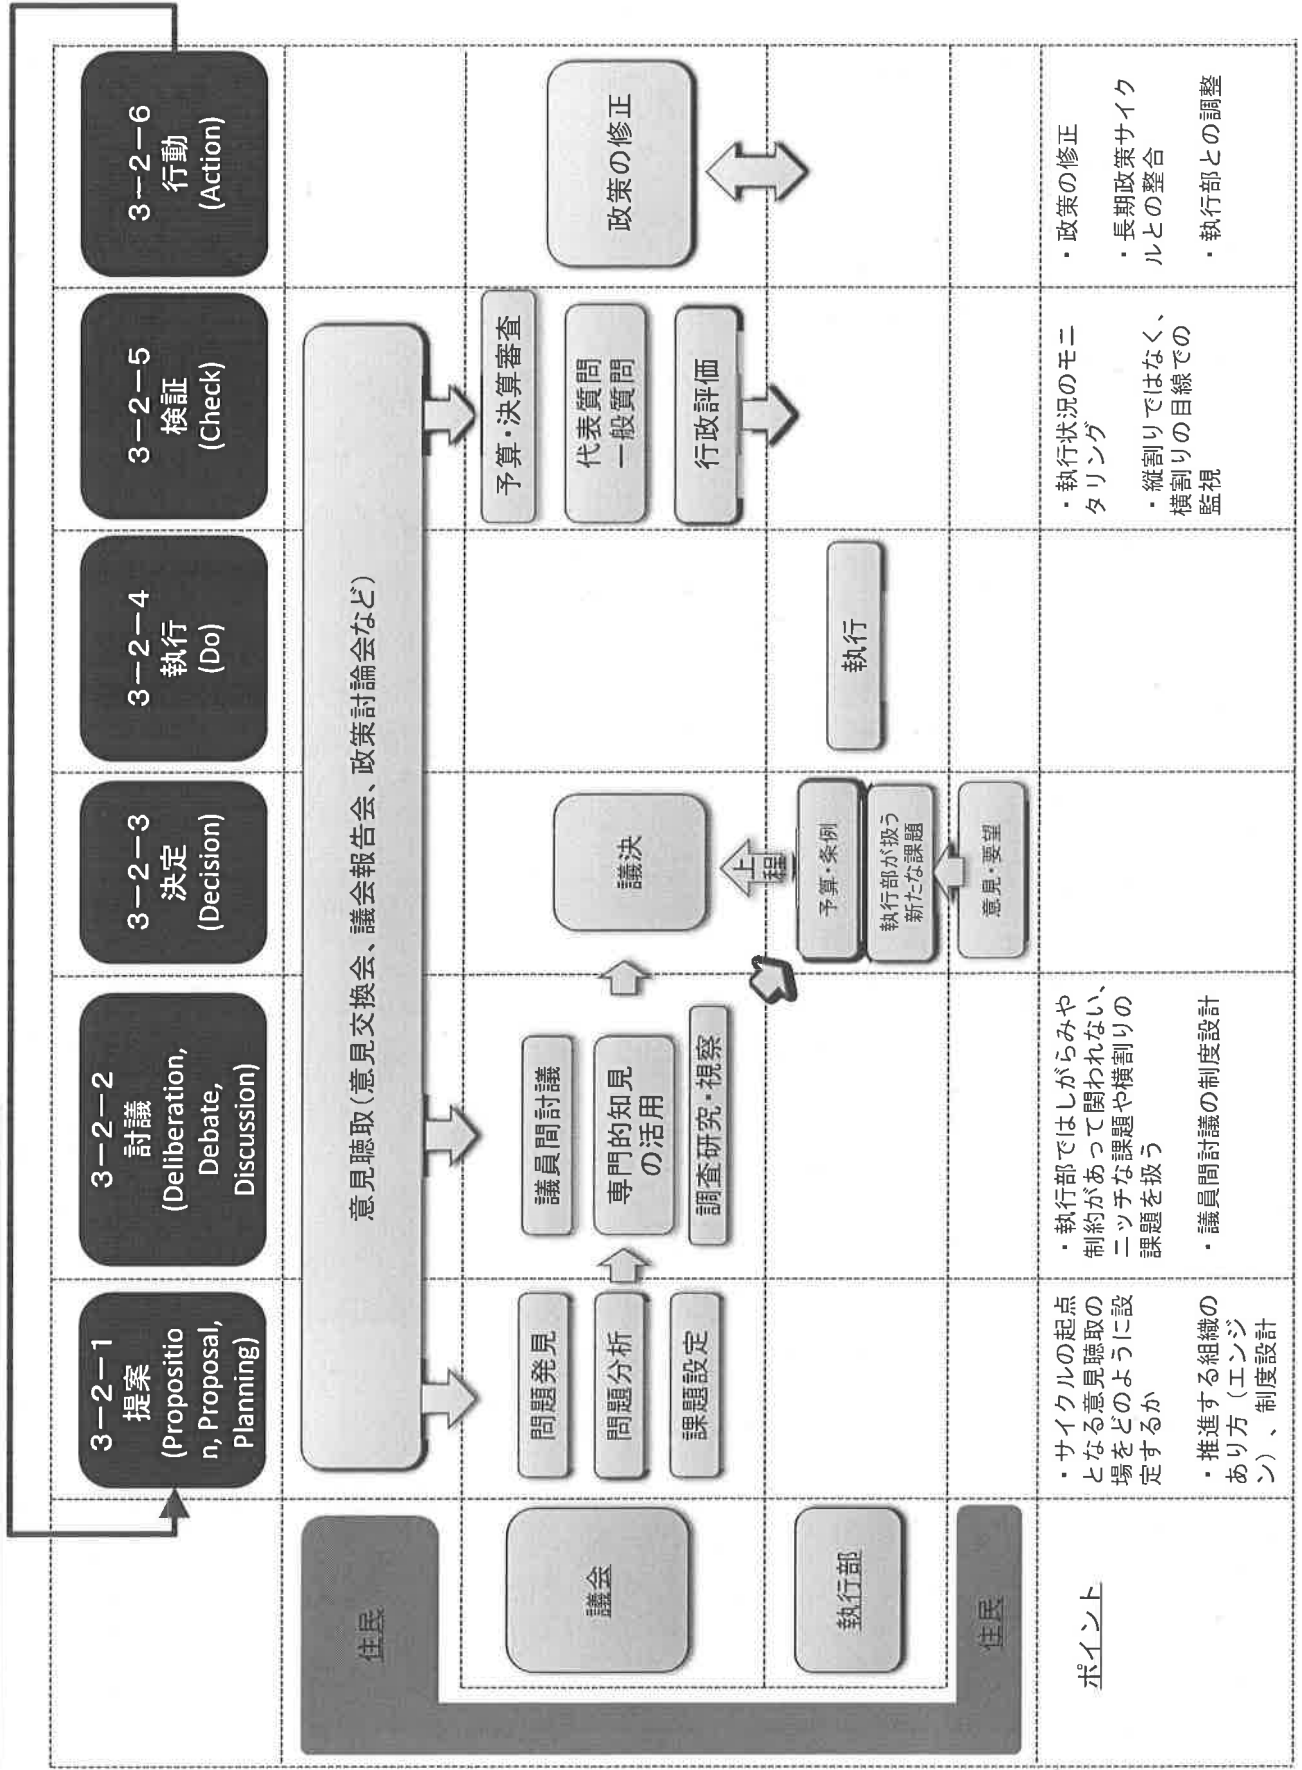 ３－２－１
提案
(Propositio
n, Proposal,
Planning)
３－２－２
討議
(Deliberation,
Debate,
Discussion)
３－２－３
決定
(Decision)
３－２－４
執行
(Do)
３－２－５
検証
(Check)
３－２－６
行動
(Action)
住民
意見聴取(意見交換会、議会報告会、政策討論会など)
議会
問題発見
問題分析
課題設定
議員間討議
専門的知見
の活用
調査研究・視察
議決
上
程
予算・決算審査
代表質問
一般質問
行政評価
政策の修正
執行部
予算・条例
執行部が扱う
新たな課題
執行
住民
意見・要望
ポイント
・サイクルの起点
となる意見聴取の
場をどのように設
定するか
・推進する組織の
あり方（エンジ
ン）、制度設計
・執行部ではしがらみや
制約があって関われない、
ニッチな課題や横割りの
課題を扱う
・議員間討議の制度設計
・執行状況のモニ
タリング
・縦割りではなく、
横割りの目線での
監視
・政策の修正
・長期政策サイク
ルとの整合
・執行部との調整